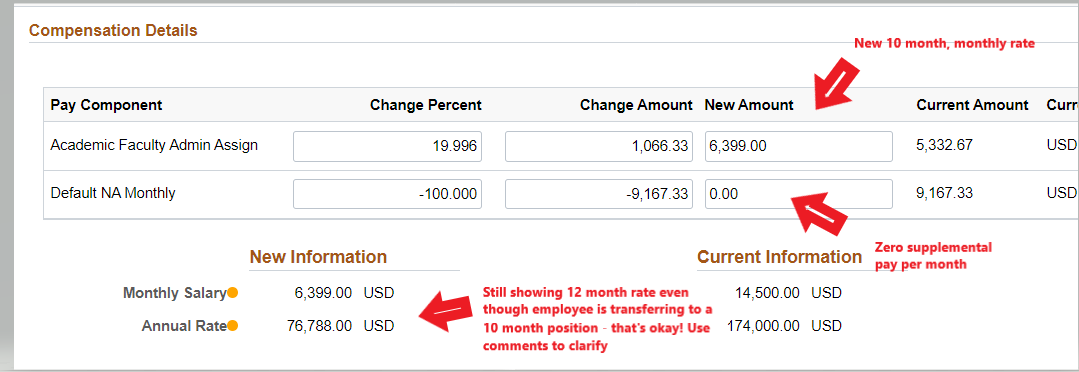 Compensation Details
New 10 month, monthly rate
Pay Component Change Percent Change Amount New Amount Current Amount Curr
Academic Faculty Admin Assign 19.996 1,066.33 6,399.00 5,332.67 USD
Default NA Monthly -100.000 -9,167.33 0.00 9,167.33 USD
Zero supplemental
pay per month
New Information Current Information
Monthly Salary 6,399.00 USD 14,500.00 USD
Annual Rate 76,788.00 USD 174,000.00 USD
Still showing 12 month rate even
though employee is transferring to a
10 month position - that's okay! Use
comments to clarify